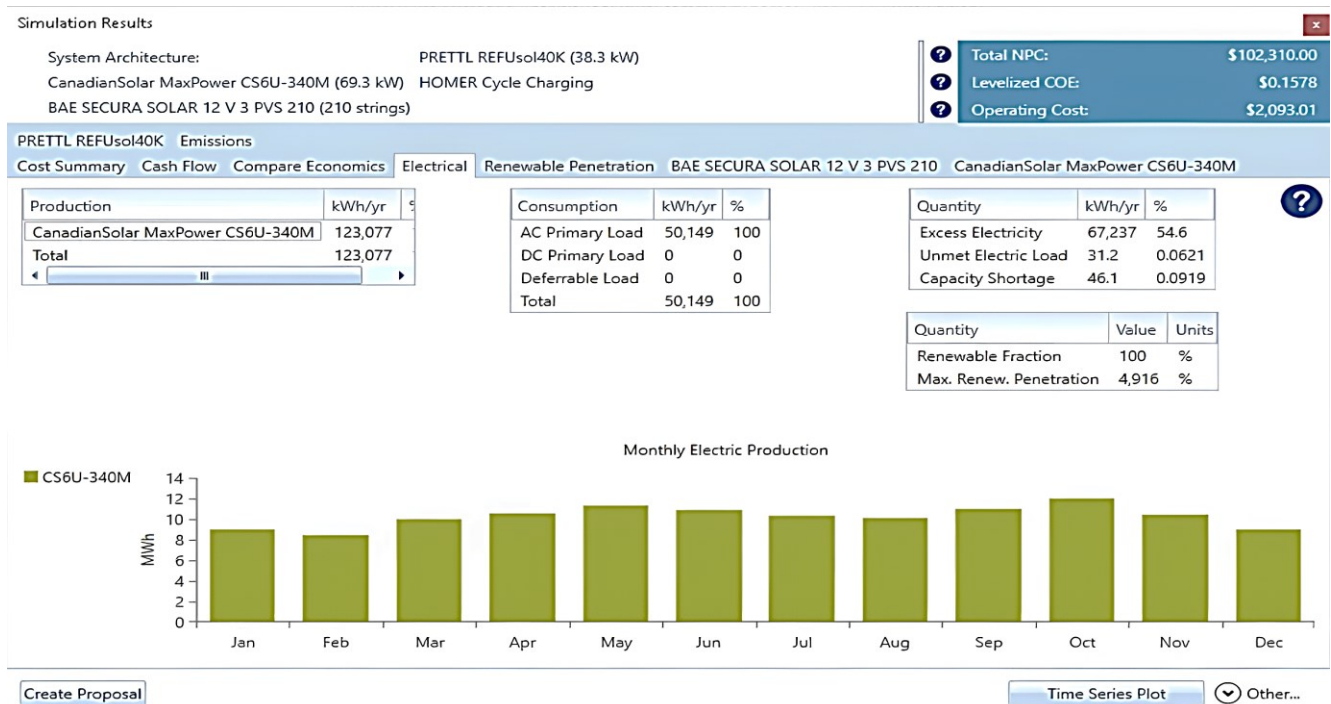 Simulation Results
x
System Architecture:
CanadianSolar MaxPower CS6U-340M (69.3 kW)
BAE SECURA SOLAR 12 V 3 PVS 210 (210 strings)
PRETTL REFUsol40K (38.3 kW)
HOMER Cycle Charging
? Total NPC: $102,310.00
? Levelized COE: $0.1578
? Operating Cost: $2,093.01
PRETTL REFUsol40K Emissions
Cost Summary Cash Flow Compare Economics Electrical Renewable Penetration BAE SECURA SOLAR 12 V 3 PVS 210 CanadianSolar MaxPower CS6U-340M
Production kWh/yr
CanadianSolar MaxPower CS6U-340M 123,077
Total 123,077
Consumption kWh/yr %
AC Primary Load 50,149 100
DC Primary Load 0 0
Deferrable Load 0 0
Total 50,149 100
Quantity kWh/yr %
Excess Electricity 67,237 54.6
Unmet Electric Load 31.2 0.0621
Capacity Shortage 46.1 0.0919
?
Quantity Value Units
Renewable Fraction 100 %
Max. Renew. Penetration 4,916 %
Monthly Electric Production
CS6U-340M
MWh
14
12
10
8
6
4
2
0
Jan Feb Mar Apr May Jun Jul Aug Sep Oct Nov Dec
Create Proposal
Time Series Plot
Other...